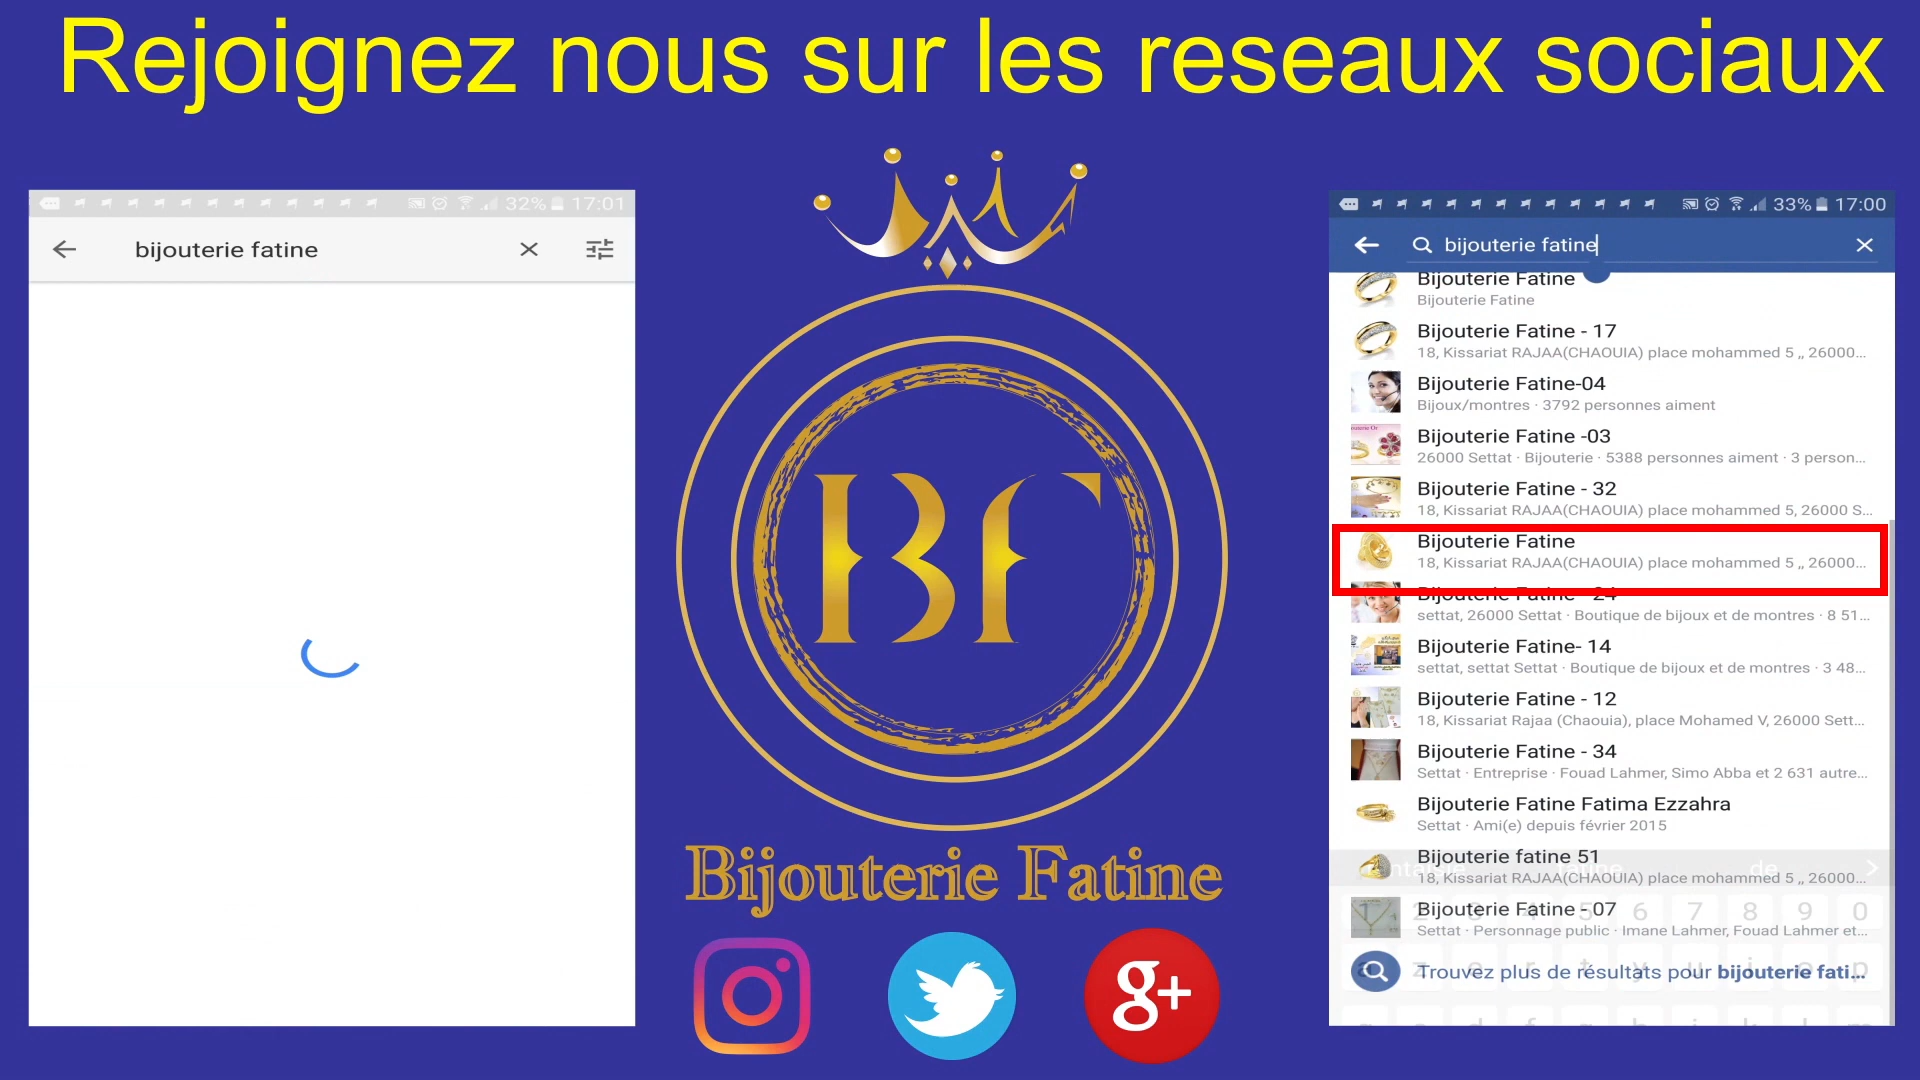 Rejoignez nous sur les reseaux sociaux
32% 17:01
bijouterie fatine
BF
Bijouterie Fatine
g+
33% 17:00
bijouterie fatine
Bijouterie Fatine
Bijouterie Fatine
Bijouterie Fatine - 17
18, Kissariat RAJAA(CHAOUIA) place mohammed 5 ,, 26000...
Bijouterie Fatine-04
Bijoux/montres · 3792 personnes aiment
Bijouterie Fatine -03
26000 Settat · Bijouterie · 5388 personnes aiment · 3 person...
Bijouterie Fatine - 32
18, Kissariat RAJAA(CHAOUIA) place mohammed 5, 26000 S...
Bijouterie Fatine
18, Kissariat RAJAA(CHAOUIA) place mohammed 5 ,, 26000...
Bijouterie Fatine - 24
settat, 26000 Settat · Boutique de bijoux et de montres · 8 51...
Bijouterie Fatine- 14
settat, settat Settat · Boutique de bijoux et de montres · 3 48...
Bijouterie Fatine - 12
18, Kissariat Rajaa (Chaouia), place Mohamed V, 26000 Sett...
Bijouterie Fatine - 34
Settat · Entreprise · Fouad Lahmer, Simo Abba et 2 631 autre...
Bijouterie Fatine Fatima Ezzahra
Settat · Ami(e) depuis février 2015
Bijouterie fatine 51
18, Kissariat RAJAA(CHAOUIA) place mohammed 5 ,, 26000...
Bijouterie Fatine - 07
Settat · Personnage public · Imane Lahmer, Fouad Lahmer et...
Trouvez plus de résultats pour bijouterie fati...